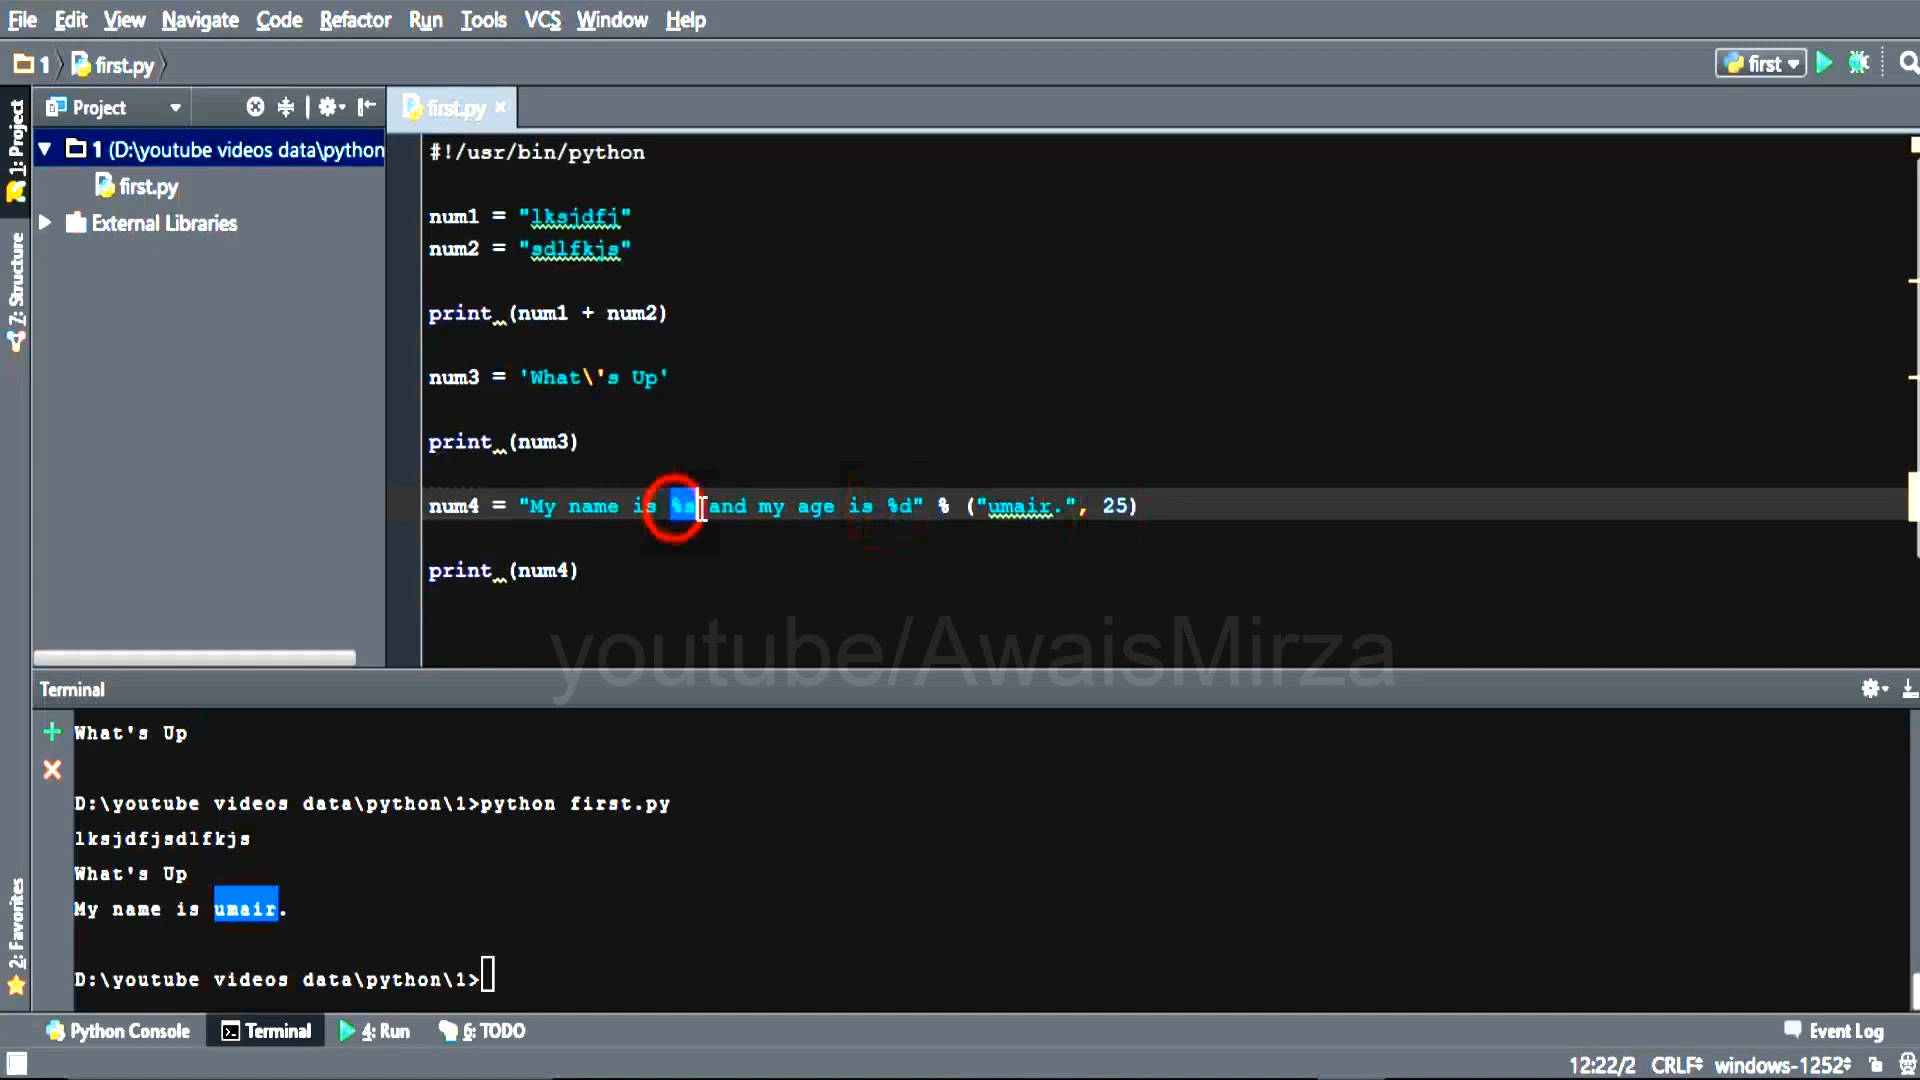 File Edit View Navigate Code Refactor Run Tools VCS Window Help
1 first.py
first
Project
first.py
1: Project
1 (D:\youtube videos data\python
first.py
External Libraries
7: Structure
#!/usr/bin/python
num1 = "lksjdfj"
num2 = "sdlfkjs"
print (num1 + num2)
num3 = 'What\'s Up'
print (num3)
num4 = "My name is %s and my age is %d" % ("umair.", 25)
print (num4)
youtube/AwaisMirza
Terminal
What's Up
D:\youtube videos data\python\1>python first.py
lksjdfjsdlfkjs
What's Up
My name is umair.
D:\youtube videos data\python\1>
2: Favorites
Python Console Terminal 4: Run 6: TODO Event Log
12:22/2 CRLF windows-1252